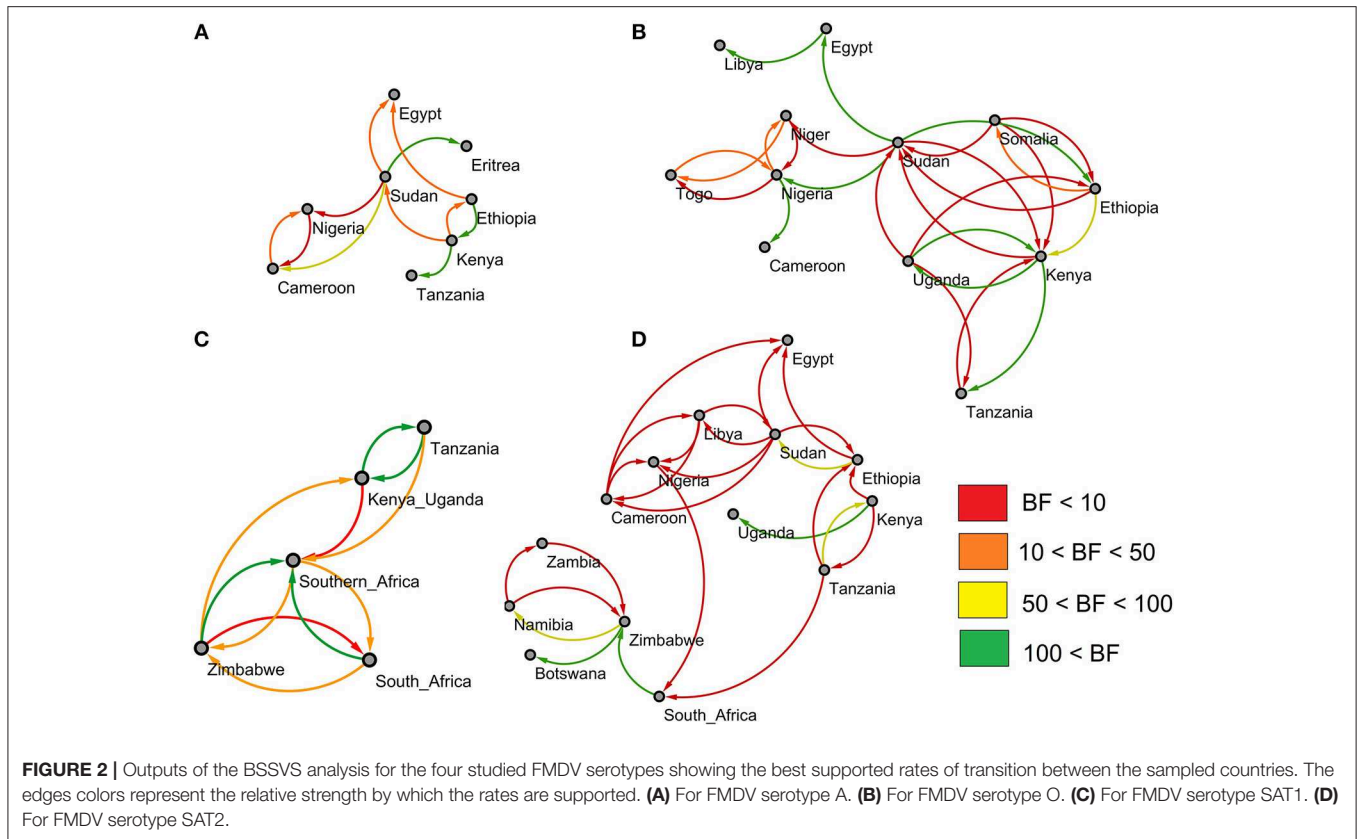 A
Egypt
Eritrea
Sudan
Ethiopia
Nigeria
Kenya
Cameroon
Tanzania
B
Egypt
Libya
Niger
Somalia
Sudan
Togo
Nigeria
Ethiopia
Cameroon
Uganda
Kenya
Tanzania
C
Tanzania
Kenya_Uganda
Southern_Africa
Zimbabwe
South_Africa
D
Egypt
Libya
Sudan
Nigeria
Ethiopia
Cameroon
Uganda
Kenya
Zambia
Tanzania
Namibia
Zimbabwe
Botswana
South_Africa
BF < 10
10 < BF < 50
50 < BF < 100
100 < BF
FIGURE 2 | Outputs of the BSSVS analysis for the four studied FMDV serotypes showing the best supported rates of transition between the sampled countries. The
edges colors represent the relative strength by which the rates are supported. (A) For FMDV serotype A. (B) For FMDV serotype O. (C) For FMDV serotype SAT1. (D)
For FMDV serotype SAT2.